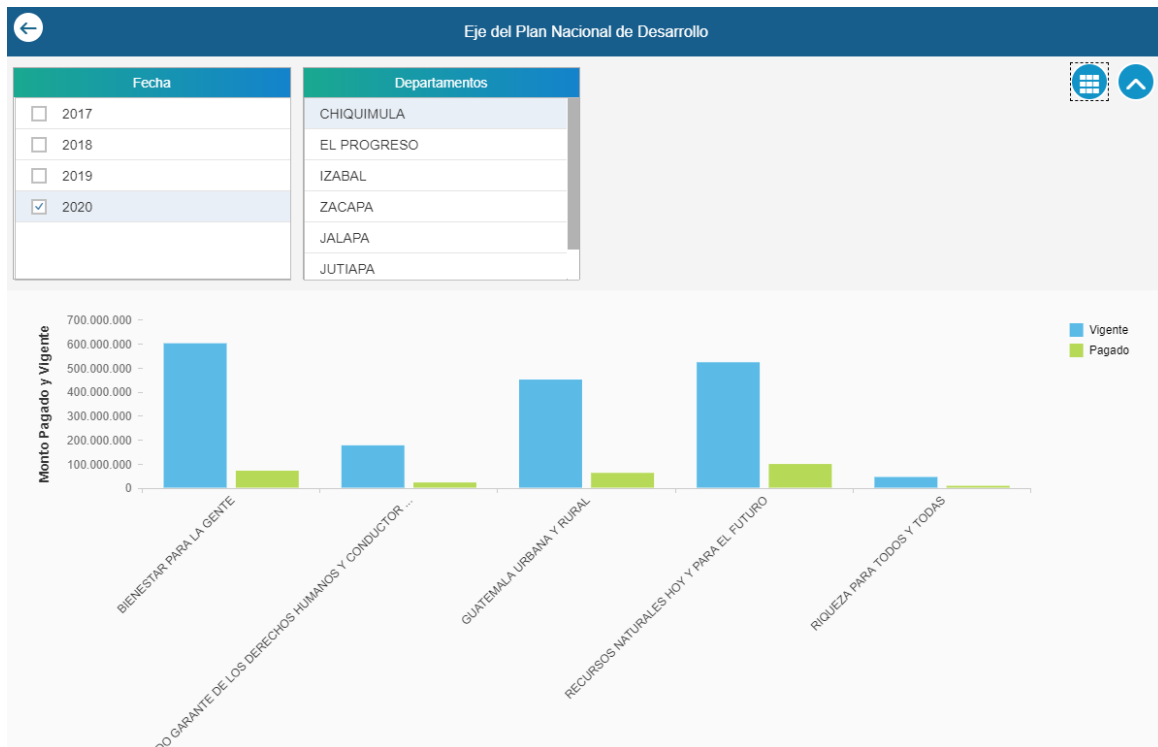 Eje del Plan Nacional de Desarrollo
Fecha
2017
2018
2019
2020
Departamentos
CHIQUIMULA
EL PROGRESO
IZABAL
ZACAPA
JALAPA
JUTIAPA
Monto Pagado y Vigente
700.000.000
600.000.000
500.000.000
400.000.000
300.000.000
200.000.000
100.000.000
0
Vigente
Pagado
BIENESTAR PARA LA GENTE
GARANTE DE LOS DERECHOS HUMANOS Y CONDUCTOR ...
GUATEMALA URBANA Y RURAL
RECURSOS NATURALES HOY Y PARA EL FUTURO
RIQUEZA PARA TODOS Y TODAS